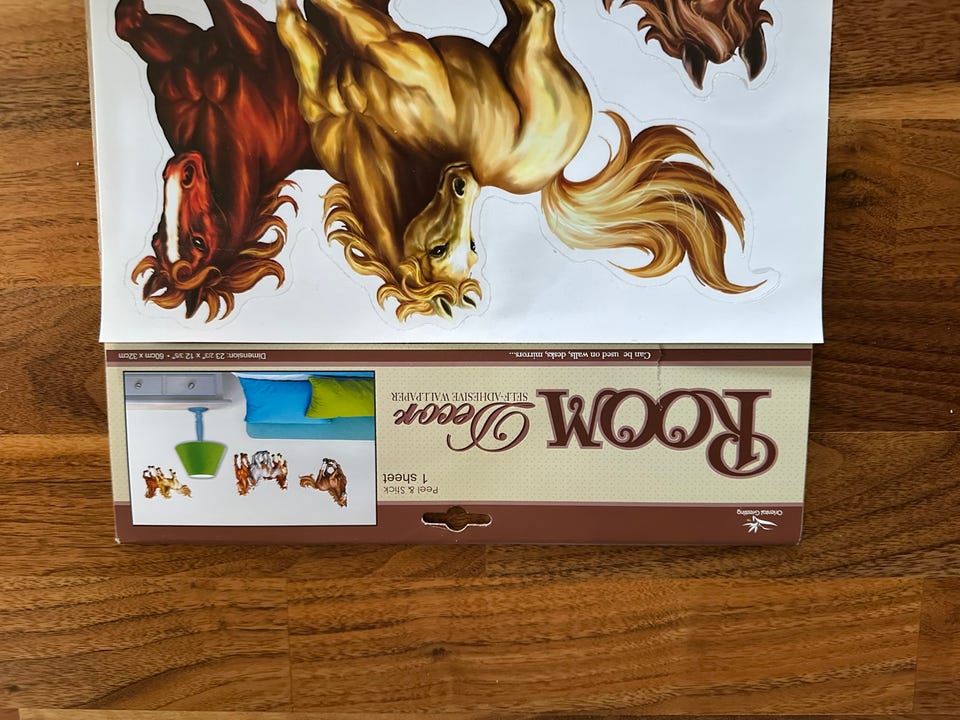 Oriental Greeting
Peel & Stick
1 sheet
ROOM Decor
SELF-ADHESIVE WALLPAPER
Can be used on walls, desks, mirrors...
Dimension: 23 2/3" x 12 3/5" • 60cm x 32cm